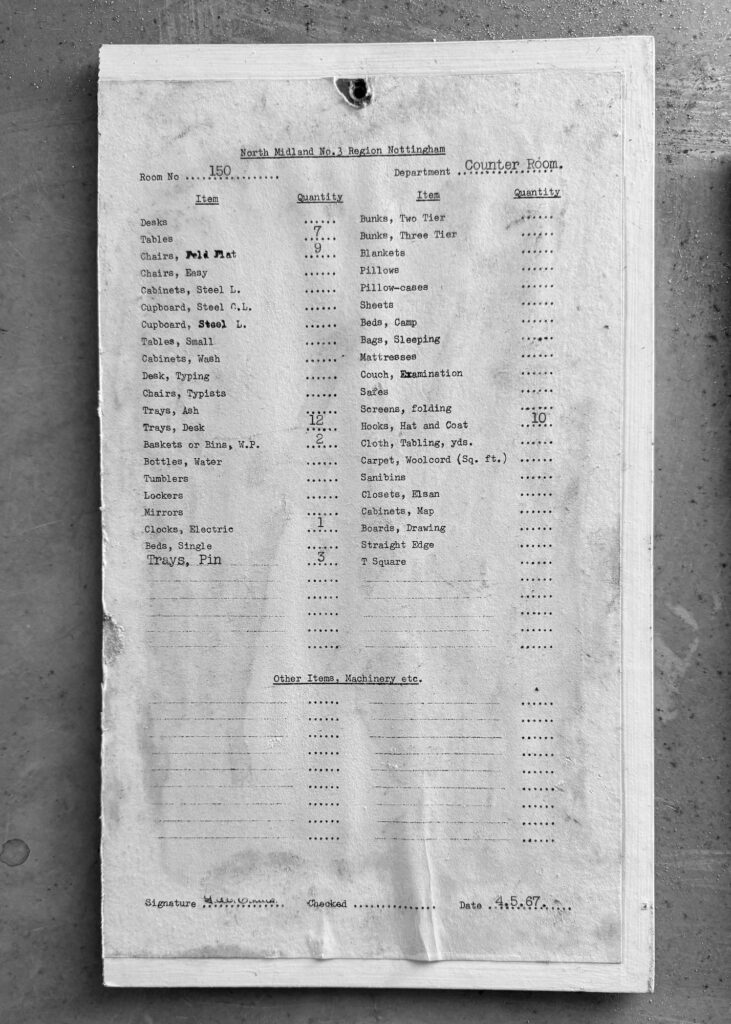 North Midland No.3 Region Nottingham
Room No ..150.......... Department ..Counter Room.
Item Quantity Item Quantity
Desks ...... Bunks, Two Tier ......
Tables 7 Bunks, Three Tier ......
Chairs, Fold Flat 9 Blankets ......
Chairs, Easy ...... Pillows ......
Cabinets, Steel L. ...... Pillow-cases ......
Cupboard, Steel C.L. ...... Sheets ......
Cupboard, Steel L. ...... Beds, Camp ......
Tables, Small ...... Bags, Sleeping ......
Cabinets, Wash ...... Mattresses ......
Desk, Typing ...... Couch, Examination ......
Chairs, Typists ...... Safes ......
Trays, Ash ...... Screens, folding ......
Trays, Desk 12 Hooks, Hat and Coat 10
Baskets or Bins, W.P. 2 Cloth, Tabling, yds. ......
Bottles, Water ...... Carpet, Woolcord (Sq. ft.) ......
Tumblers ...... Sanibins ......
Lockers ...... Closets, Elsan ......
Mirrors ...... Cabinets, Map ......
Clocks, Electric 1 Boards, Drawing ......
Beds, Single ...... Straight Edge ......
Trays, Pin 3 T Square ......
Other Items, Machinery etc.
Signature .............. Checked .............. Date ..4.5.67.....